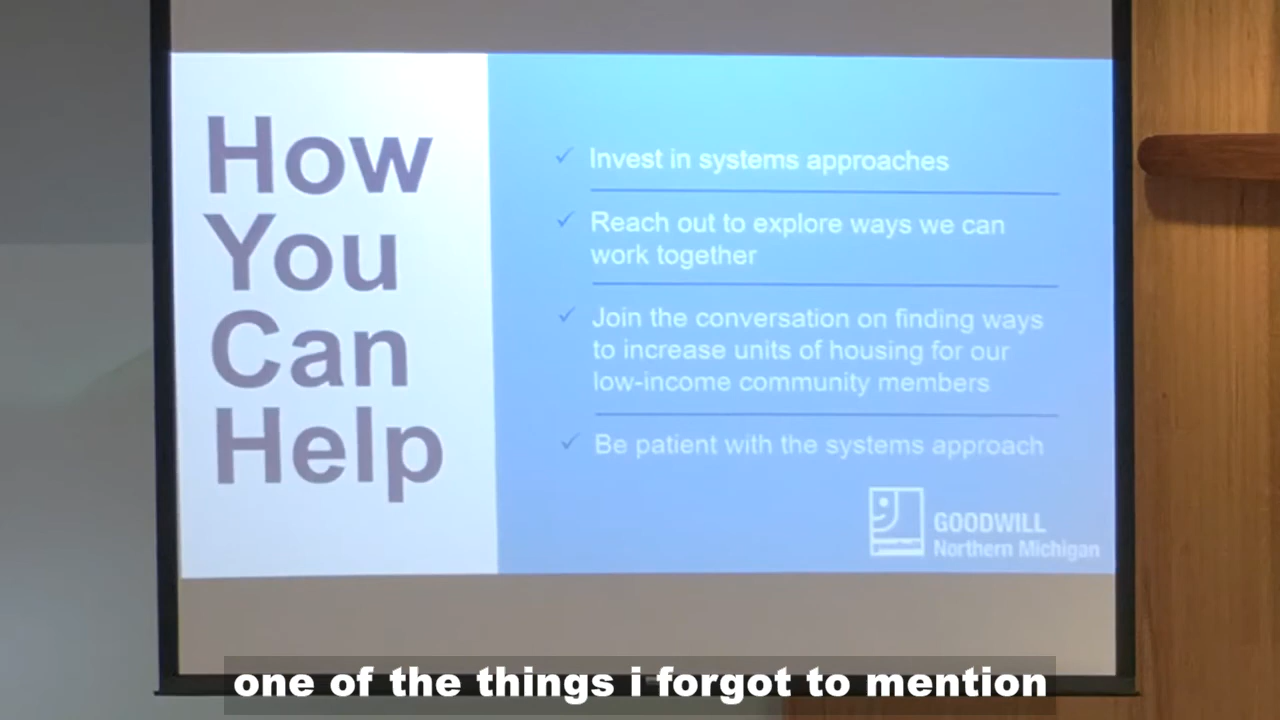 How
You
Can
Help
Invest in systems approaches
Reach out to explore ways we can
work together
Join the conversation on finding ways
to increase units of housing for our
low-income community members
Be patient with the systems approach
GOODWILL
Northern Michigan
one of the things i forgot to mention